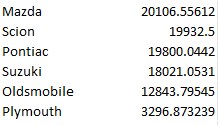 Mazda 20106.55612
Scion 19932.5
Pontiac 19800.0442
Suzuki 18021.0531
Oldsmobile 12843.79545
Plymouth 3296.873239